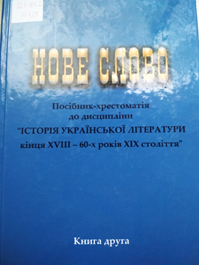 НОВЕ СЛОВО
Посібник-хрестоматія
до дисципліни
"ІСТОРІЯ УКРАЇНСЬКОЇ ЛІТЕРАТУРИ
кінця XVIII – 60-х років XIX століття"
Книга друга